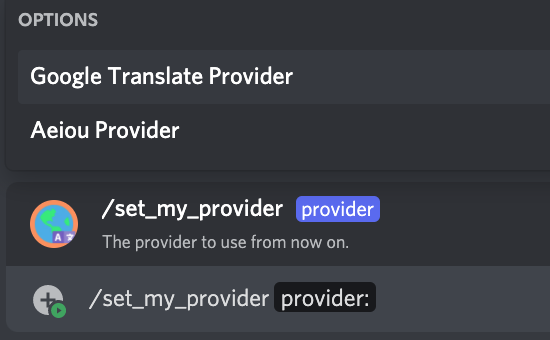 OPTIONS
Google Translate Provider
Aeiou Provider
/set_my_provider provider
The provider to use from now on.
/set_my_provider provider: